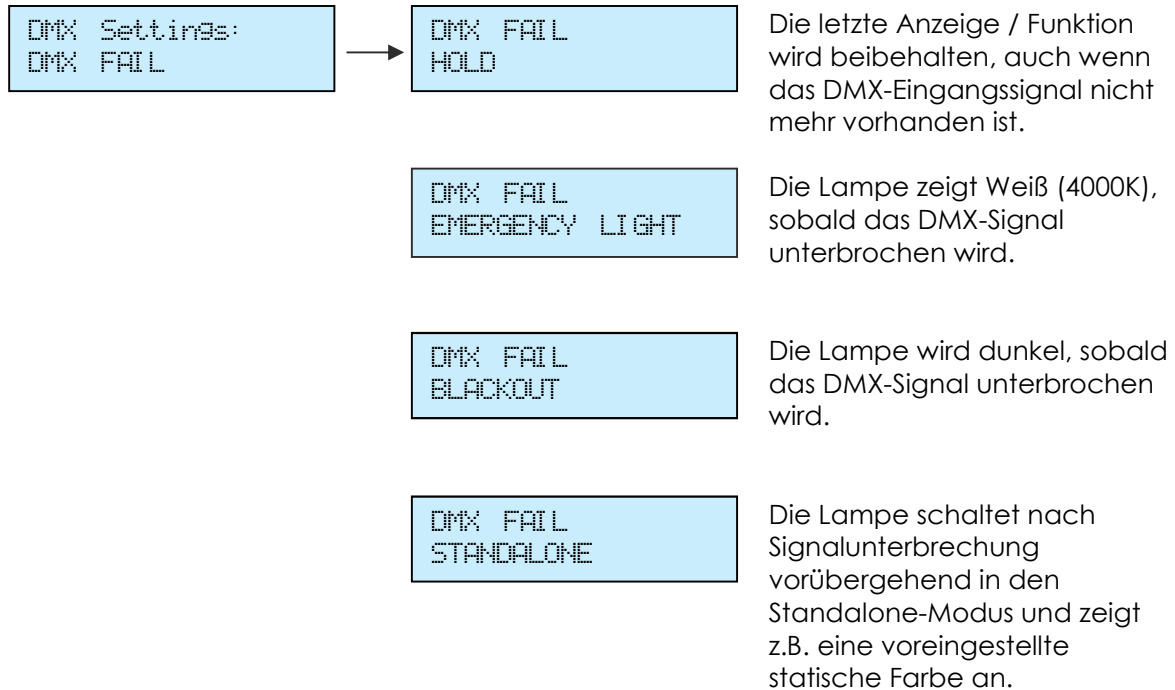 DMX Settings:
DMX FAIL
DMX FAIL
HOLD
Die letzte Anzeige / Funktion
wird beibehalten, auch wenn
das DMX-Eingangssignal nicht
mehr vorhanden ist.
DMX FAIL
EMERGENCY LIGHT
Die Lampe zeigt Weiß (4000K),
sobald das DMX-Signal
unterbrochen wird.
DMX FAIL
BLACKOUT
Die Lampe wird dunkel, sobald
das DMX-Signal unterbrochen
wird.
DMX FAIL
STANDALONE
Die Lampe schaltet nach
Signalunterbrechung
vorübergehend in den
Standalone-Modus und zeigt
z.B. eine voreingestellte
statische Farbe an.